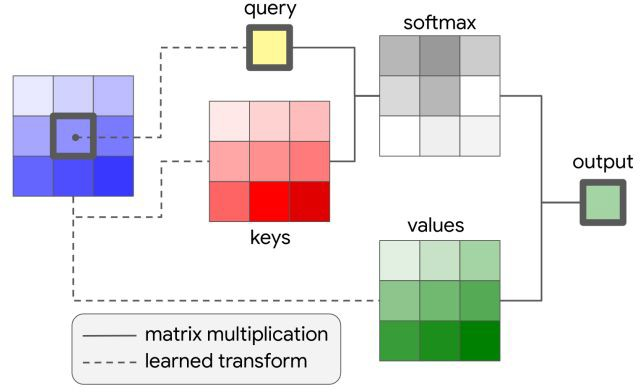 query
softmax
keys
output
values
matrix multiplication
learned transform